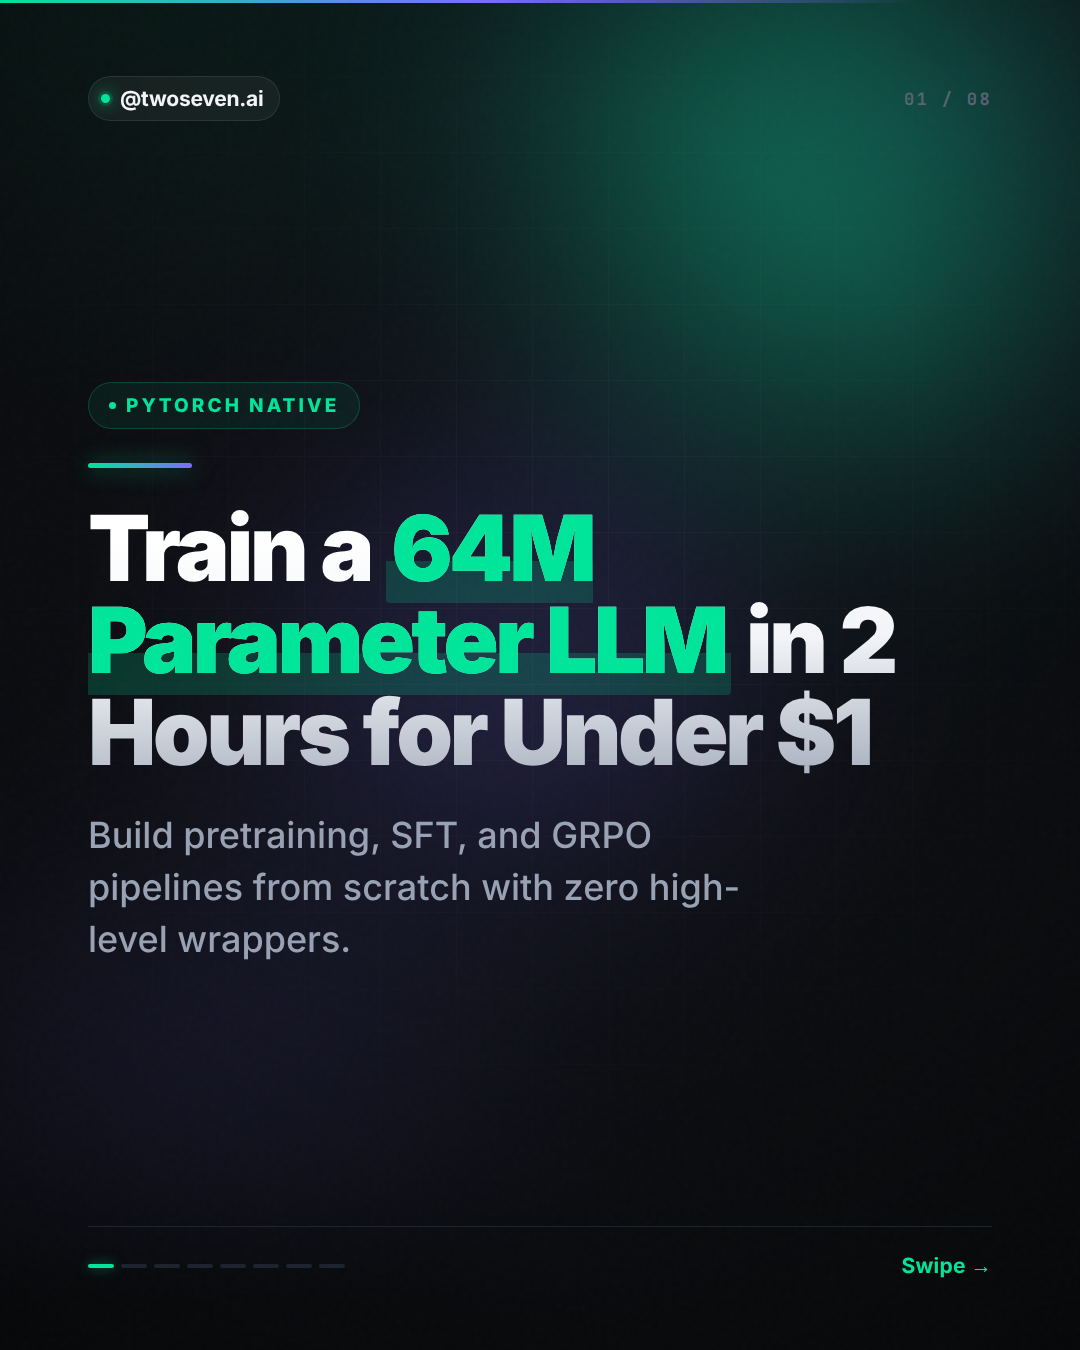 @twoseven.ai
01 / 08
• PYTORCH NATIVE
Train a 64M
Parameter LLM in 2
Hours for Under $1
Build pretraining, SFT, and GRPO
pipelines from scratch with zero high-
level wrappers.
Swipe →